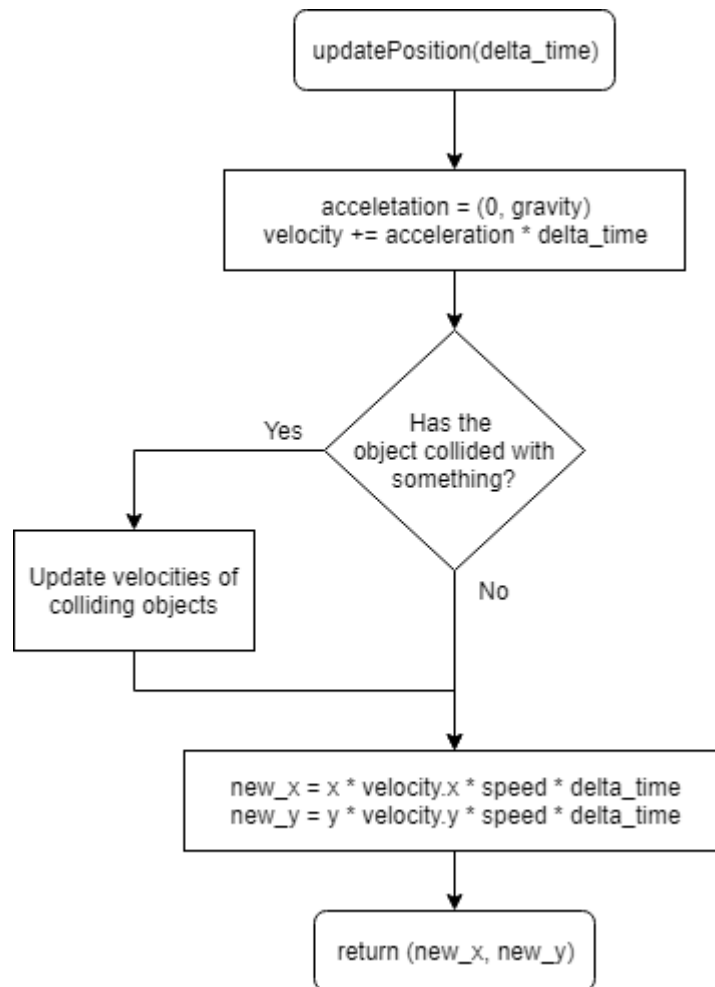 updatePosition(delta_time)
acceletation = (0, gravity)
velocity += acceleration * delta_time
Has the
object collided with
something?
Yes
Update velocities of
colliding objects
No
new_x = x * velocity.x * speed * delta_time
new_y = y * velocity.y * speed * delta_time
return (new_x, new_y)